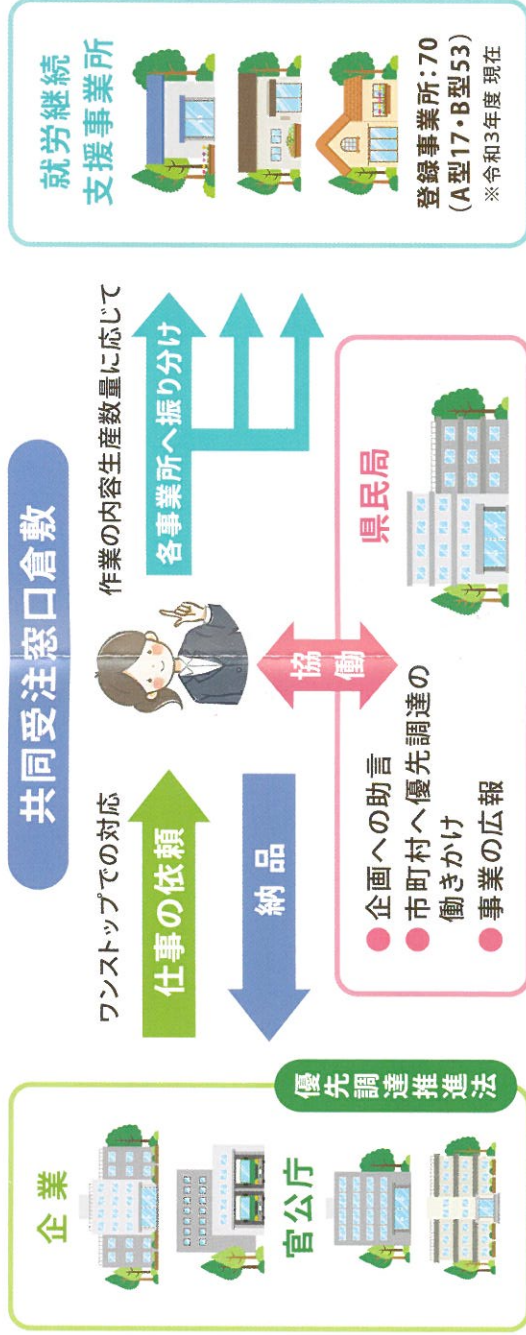 共同受注窓口倉敷
企業
官公庁
優先調達推進法
ワンストップでの対応
仕事の依頼
納品
作業の内容生産数量に応じて
各事業所へ振り分け
協働
県民局
● 企画への助言
● 市町村へ優先調達の
働きかけ
● 事業の広報
就労継続
支援事業所
登録事業所：70
（A型17・B型53）
※令和3年度 現在